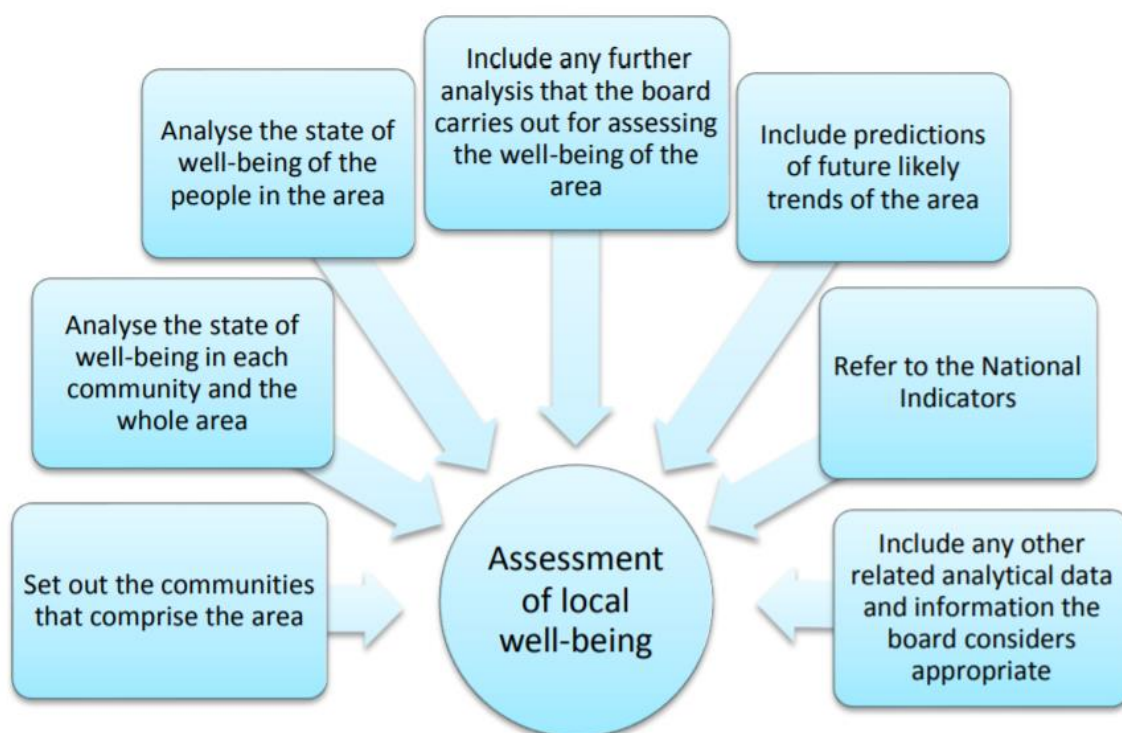 Set out the communities
that comprise the area
Analyse the state of
well-being in each
community and the
whole area
Analyse the state of
well-being of the
people in the area
Include any further
analysis that the board
carries out for assessing
the well-being of the
area
Include predictions
of future likely
trends of the area
Refer to the National
Indicators
Include any other
related analytical data
and information the
board considers
appropriate
Assessment
of local
well-being